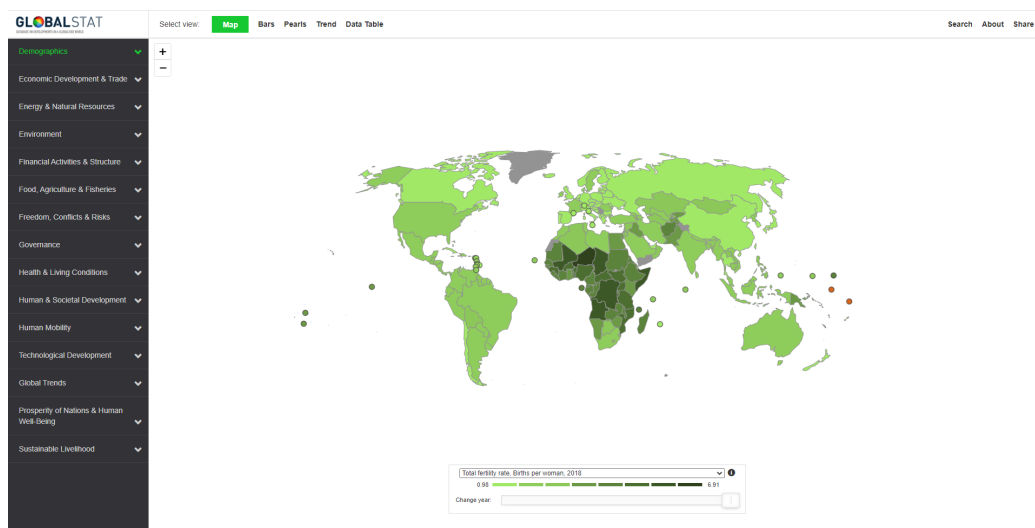 GLOBALSTAT
Select view: Map Bars Pearls Trend Data Table
Search About Share
Demographics
Economic Development & Trade
Energy & Natural Resources
Environment
Financial Activities & Structure
Food, Agriculture & Fisheries
Freedom, Conflicts & Risks
Governance
Health & Living Conditions
Human & Societal Development
Human Mobility
Technological Development
Global Trends
Prosperity of Nations & Human
Well-Being
Sustainable Livelihood
+
−
Total fertility rate, Births per woman, 2018
0.98 6.91
Change year: